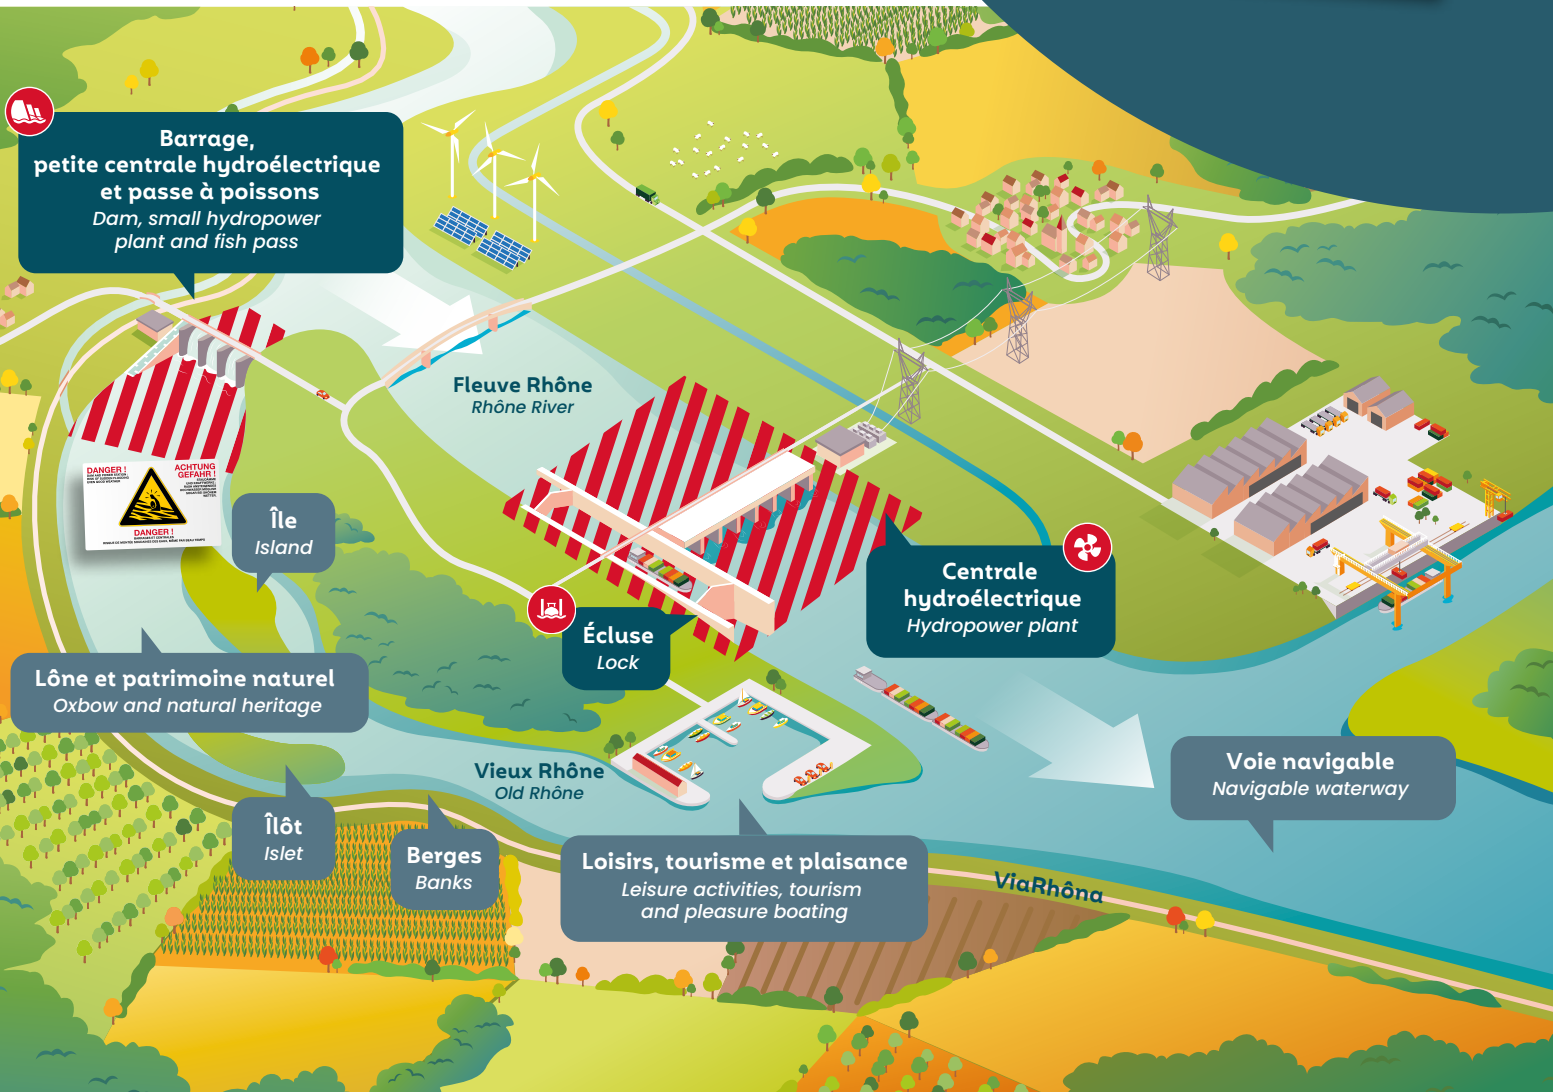 Barrage,
petite centrale hydroélectrique
et passe à poissons
Dam, small hydropower
plant and fish pass
Fleuve Rhône
Rhône River
DANGER !
ACHTUNG
GEFAHR !
DANGER !
Île
Island
Centrale
hydroélectrique
Hydropower plant
Écluse
Lock
Lône et patrimoine naturel
Oxbow and natural heritage
Vieux Rhône
Old Rhône
Voie navigable
Navigable waterway
Îlôt
Islet
Berges
Banks
Loisirs, tourisme et plaisance
Leisure activities, tourism
and pleasure boating
ViaRhôna